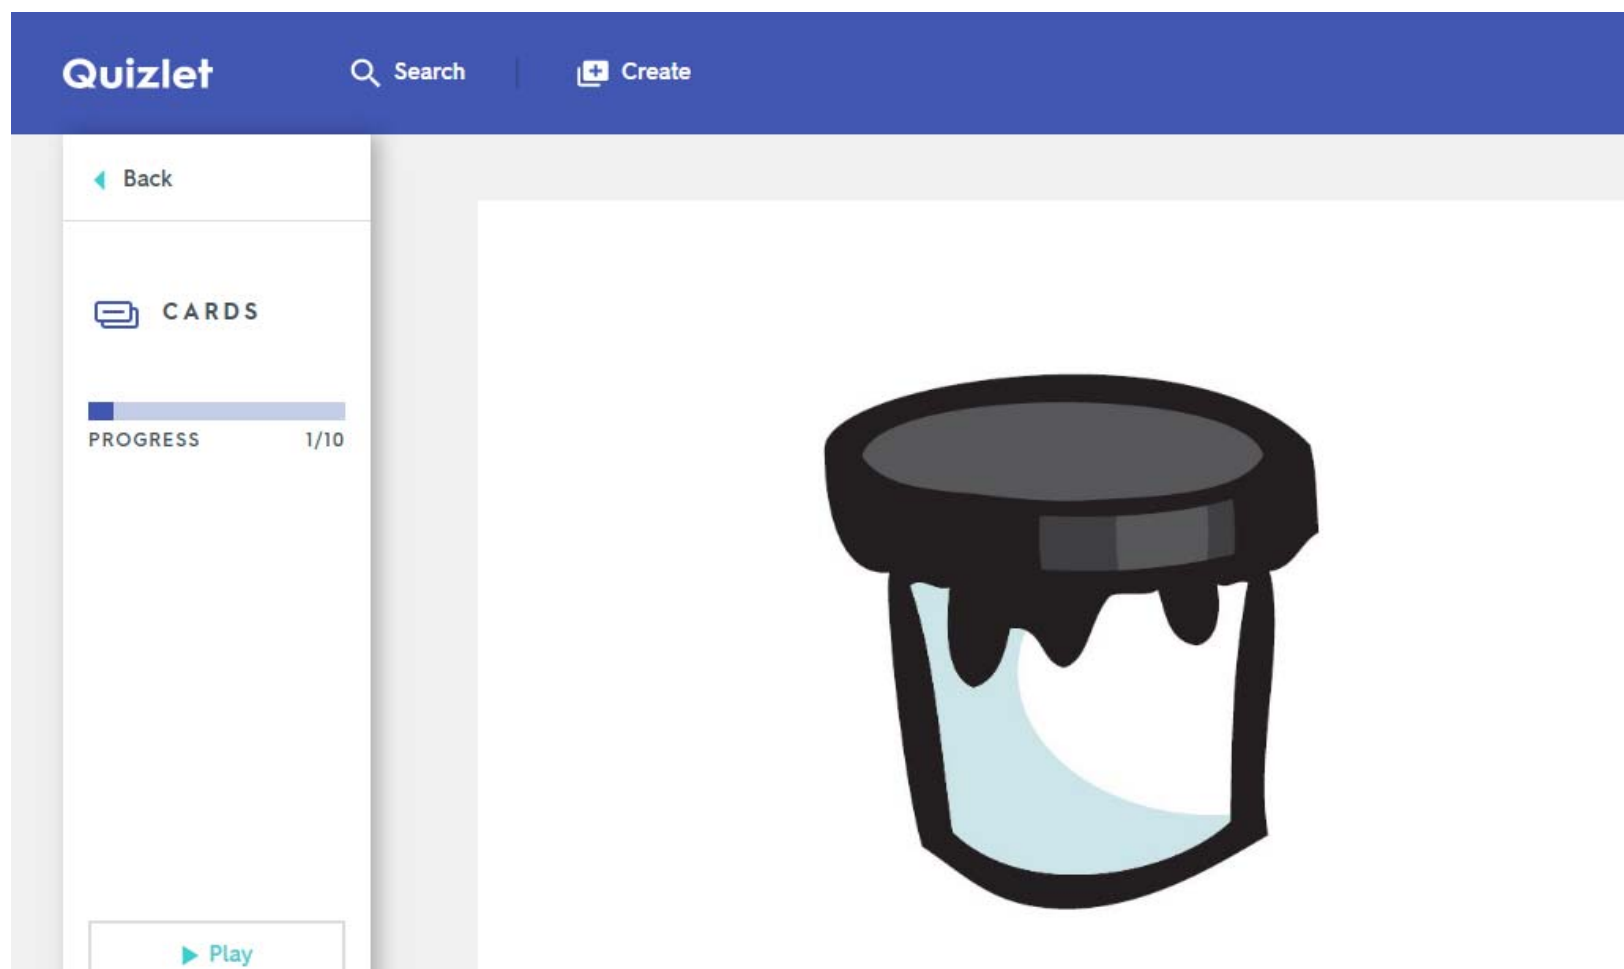 Quizlet
Search
Create
Back
CARDS
PROGRESS 1/10
Play